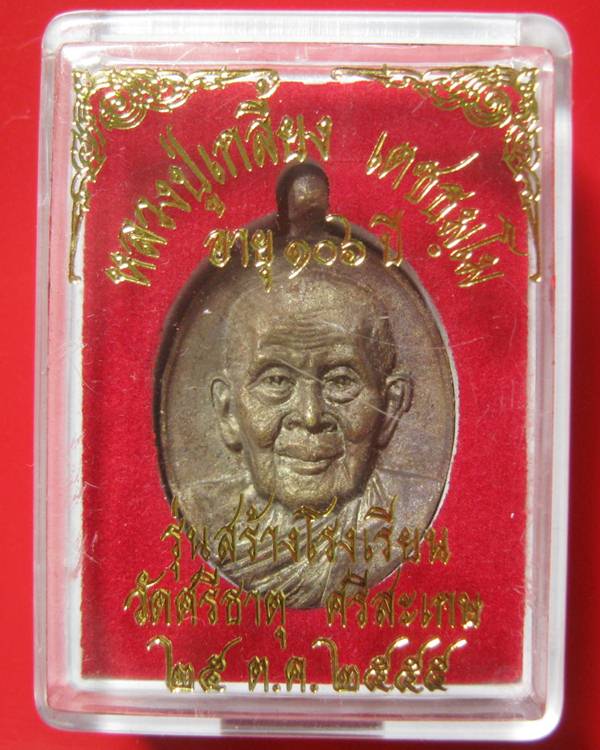 หลวงปู่เกลี้ยง เตชธมฺโม
อายุ ๑๐๖ ปี
รุ่นสร้างโรงเรียน
วัดศรีธาตุ ศรีสะเกษ
๒๕ ต.ค. ๒๕๕๕